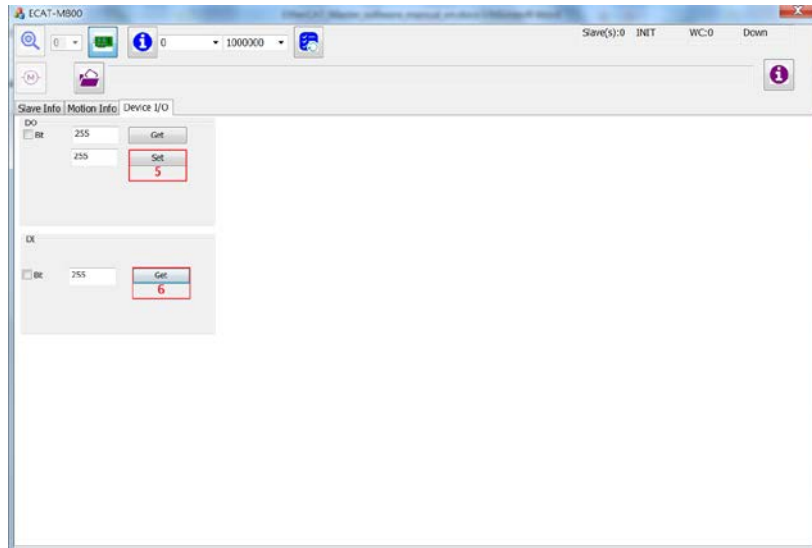 ECAT-M800
0
0
1000000
Slave(s):0 INIT WC:0 Down
M
Slave Info Motion Info Device I/O
DO
Bit 255 Get
255 Set
5
DI
Bit 255 Get
6